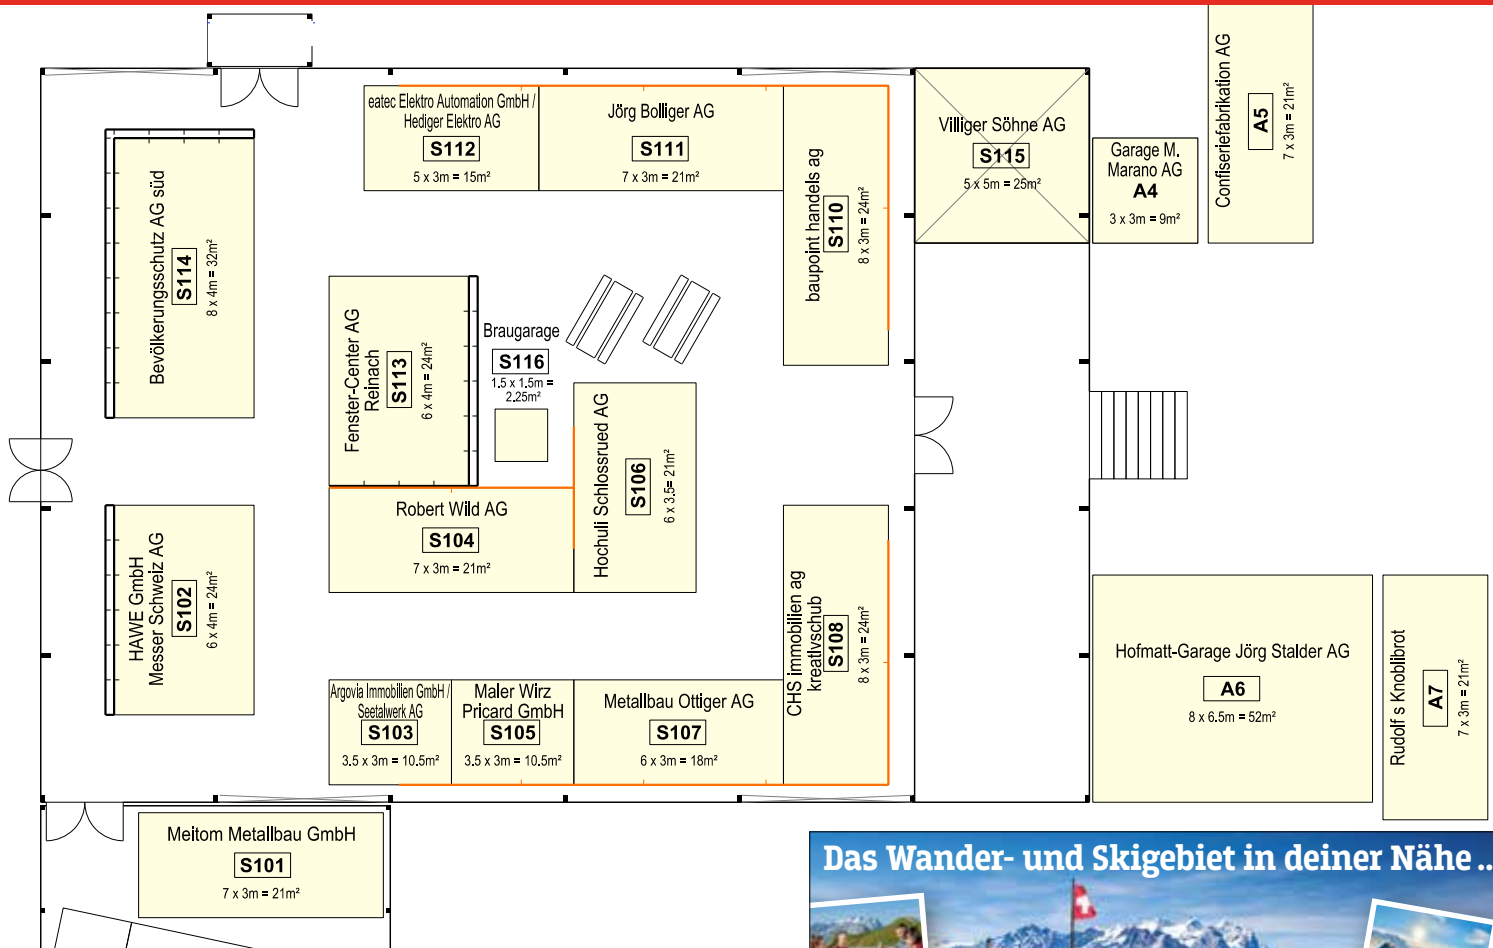 eatec Elektro Automation GmbH /
Hediger Elektro AG
S112
5 x 3m = 15m²
Jörg Bolliger AG
S111
7 x 3m = 21m²
baupoint handels ag
S110
8 x 3m = 24m²
Villiger Söhne AG
S115
5 x 5m = 25m²
Garage M.
Marano AG
A4
3 x 3m = 9m²
Confiseriefabrikation AG
A5
7 x 3m = 21m²
Bevölkerungsschutz AG süd
S114
8 x 4m = 32m²
Fenster-Center AG
Reinach
S113
6 x 4m = 24m²
Braugarage
S116
1.5 x 1.5m =
2.25m²
Hochuli Schlossrued AG
S106
6 x 3.5= 21m²
Robert Wild AG
S104
7 x 3m = 21m²
HAWE GmbH
Messer Schweiz AG
S102
6 x 4m = 24m²
CHS immobilien ag
kreativschub
S108
8 x 3m = 24m²
Hofmatt-Garage Jörg Stalder AG
A6
8 x 6.5m = 52m²
Rudolf s Knoblibrot
A7
7 x 3m = 21m²
Argovia Immobilien GmbH /
Seetalwerk AG
S103
3.5 x 3m = 10.5m²
Maler Wirz
Pricard GmbH
S105
3.5 x 3m = 10.5m²
Metallbau Ottiger AG
S107
6 x 3m = 18m²
Meitom Metallbau GmbH
S101
7 x 3m = 21m²
Das Wander- und Skigebiet in deiner Nähe ..